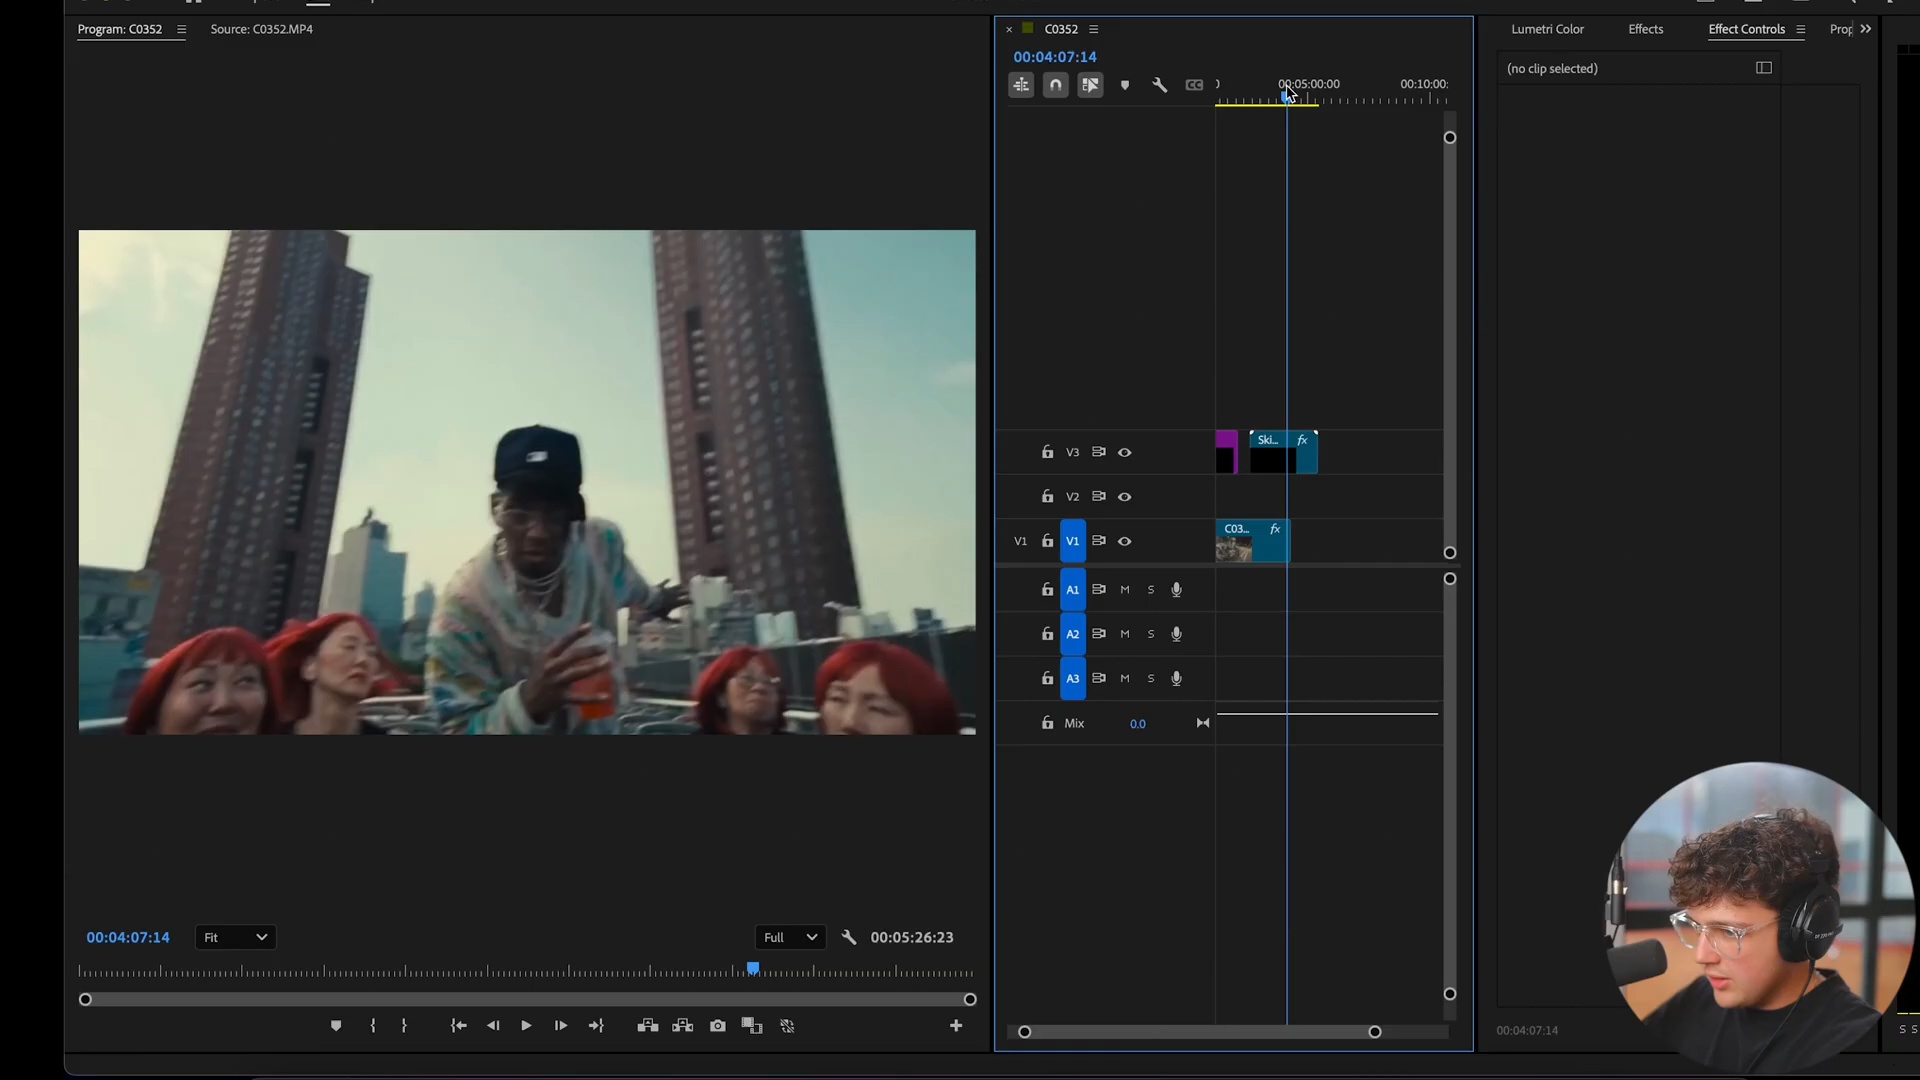 Program: C0352
Source: C0352.MP4
C0352
Lumetri Color
Effects
Effect Controls
00:04:07:14
(no clip selected)
00:05:00:00
00:10:00:
Ski...
fx
V3
V2
C03...
fx
V1
V1
A1
M
S
A2
M
S
A3
M
S
Mix
0.0
00:04:07:14
Fit
Full
00:05:26:23
00:04:07:14
S S